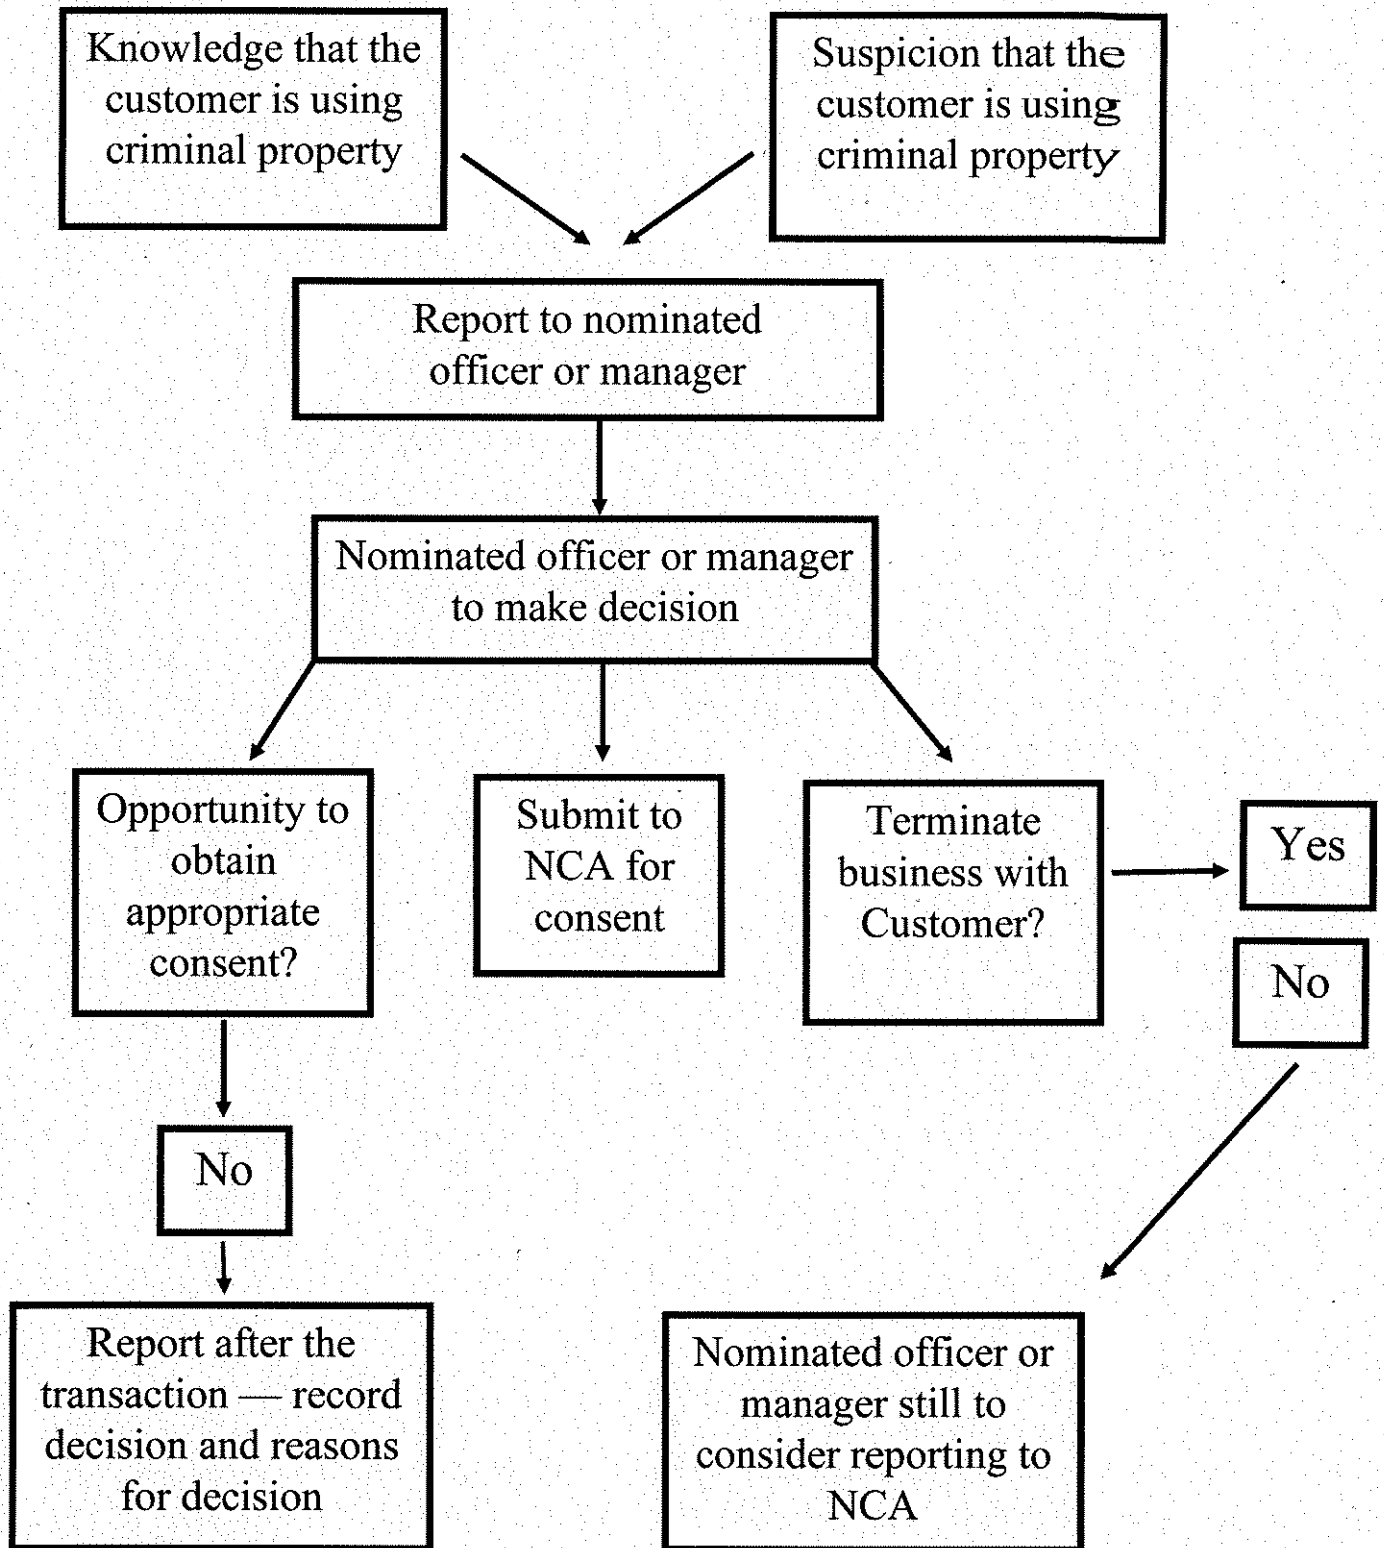 Knowledge that the
customer is using
criminal property
Suspicion that the
customer is using
criminal property
Report to nominated
officer or manager
Nominated officer or manager
to make decision
Opportunity to
obtain
appropriate
consent?
Submit to
NCA for
consent
Terminate
business with
Customer?
Yes
No
No
Report after the
transaction — record
decision and reasons
for decision
Nominated officer or
manager still to
consider reporting to
NCA